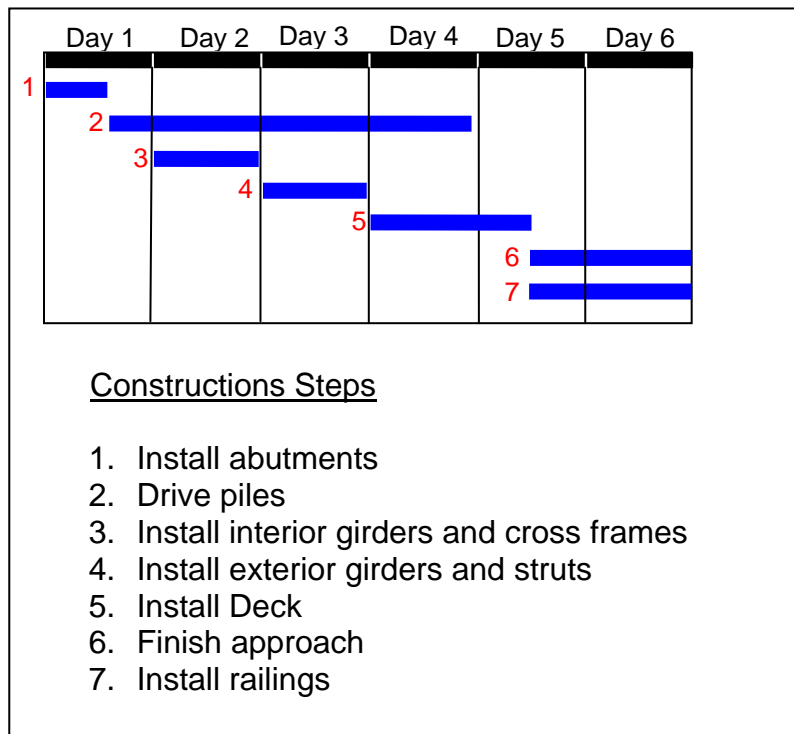 Day 1 Day 2 Day 3 Day 4 Day 5 Day 6
1
2
3
4
5
6
7
Constructions Steps
1. Install abutments
2. Drive piles
3. Install interior girders and cross frames
4. Install exterior girders and struts
5. Install Deck
6. Finish approach
7. Install railings